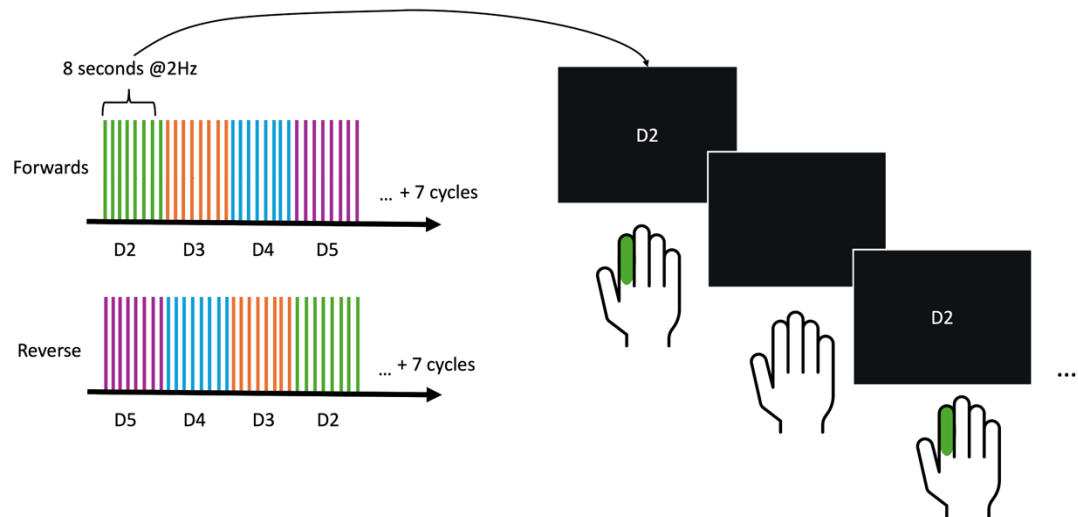 8 seconds @2Hz
Forwards
... + 7 cycles
D2 D3 D4 D5
Reverse
... + 7 cycles
D5 D4 D3 D2
D2
D2
...